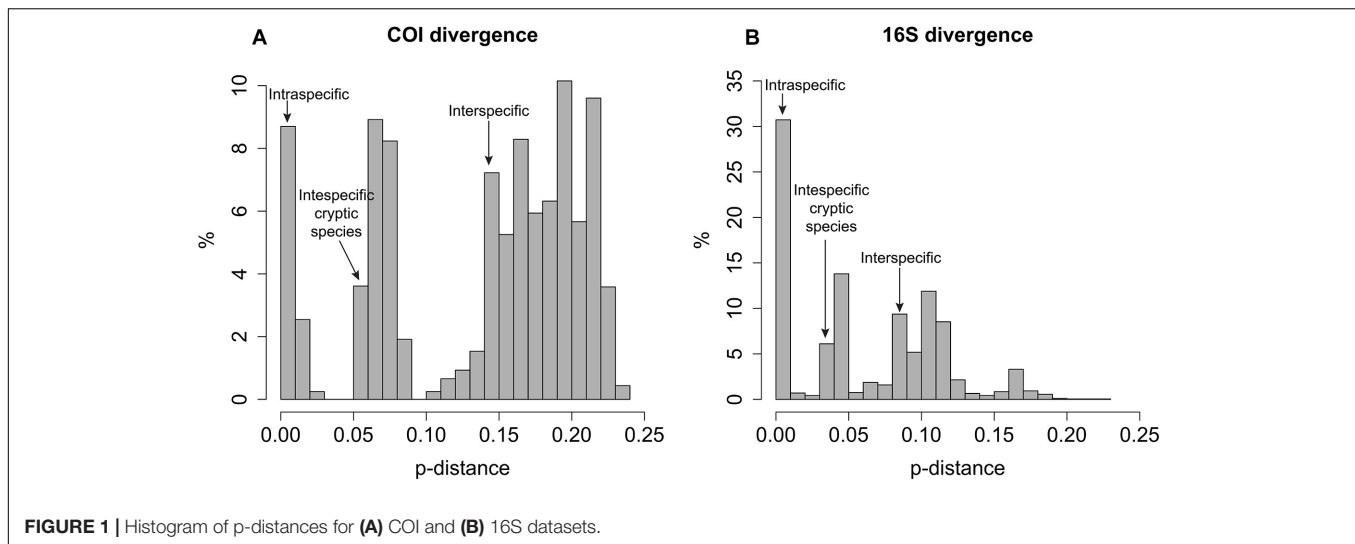 A
COI divergence
10
8
6
4
2
0
%
Intraspecific
Intespecific
cryptic
species
Interspecific
0.00 0.05 0.10 0.15 0.20 0.25
p-distance
B
16S divergence
35
30
25
20
15
10
5
0
%
Intraspecific
Intespecific
cryptic
species
Interspecific
0.00 0.05 0.10 0.15 0.20 0.25
p-distance
FIGURE 1 | Histogram of p-distances for (A) COI and (B) 16S datasets.